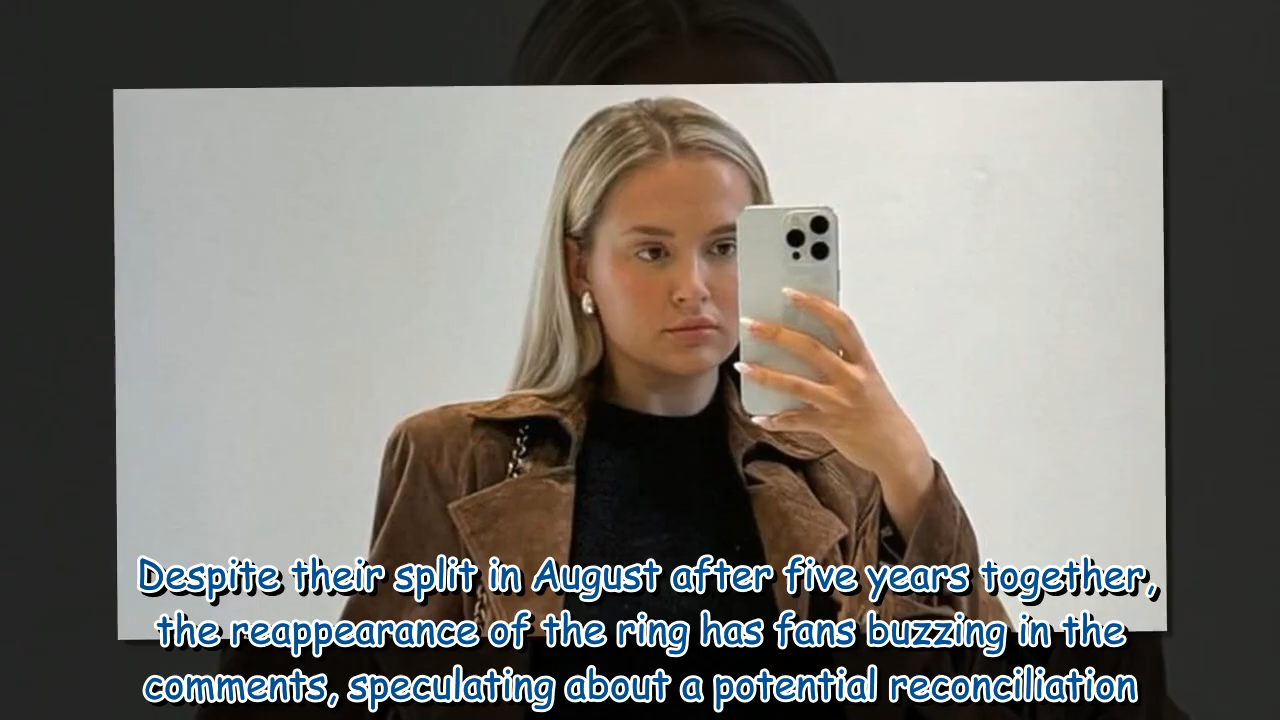 Despite their split in August after five years together,
the reappearance of the ring has fans buzzing in the
comments, speculating about a potential reconciliation